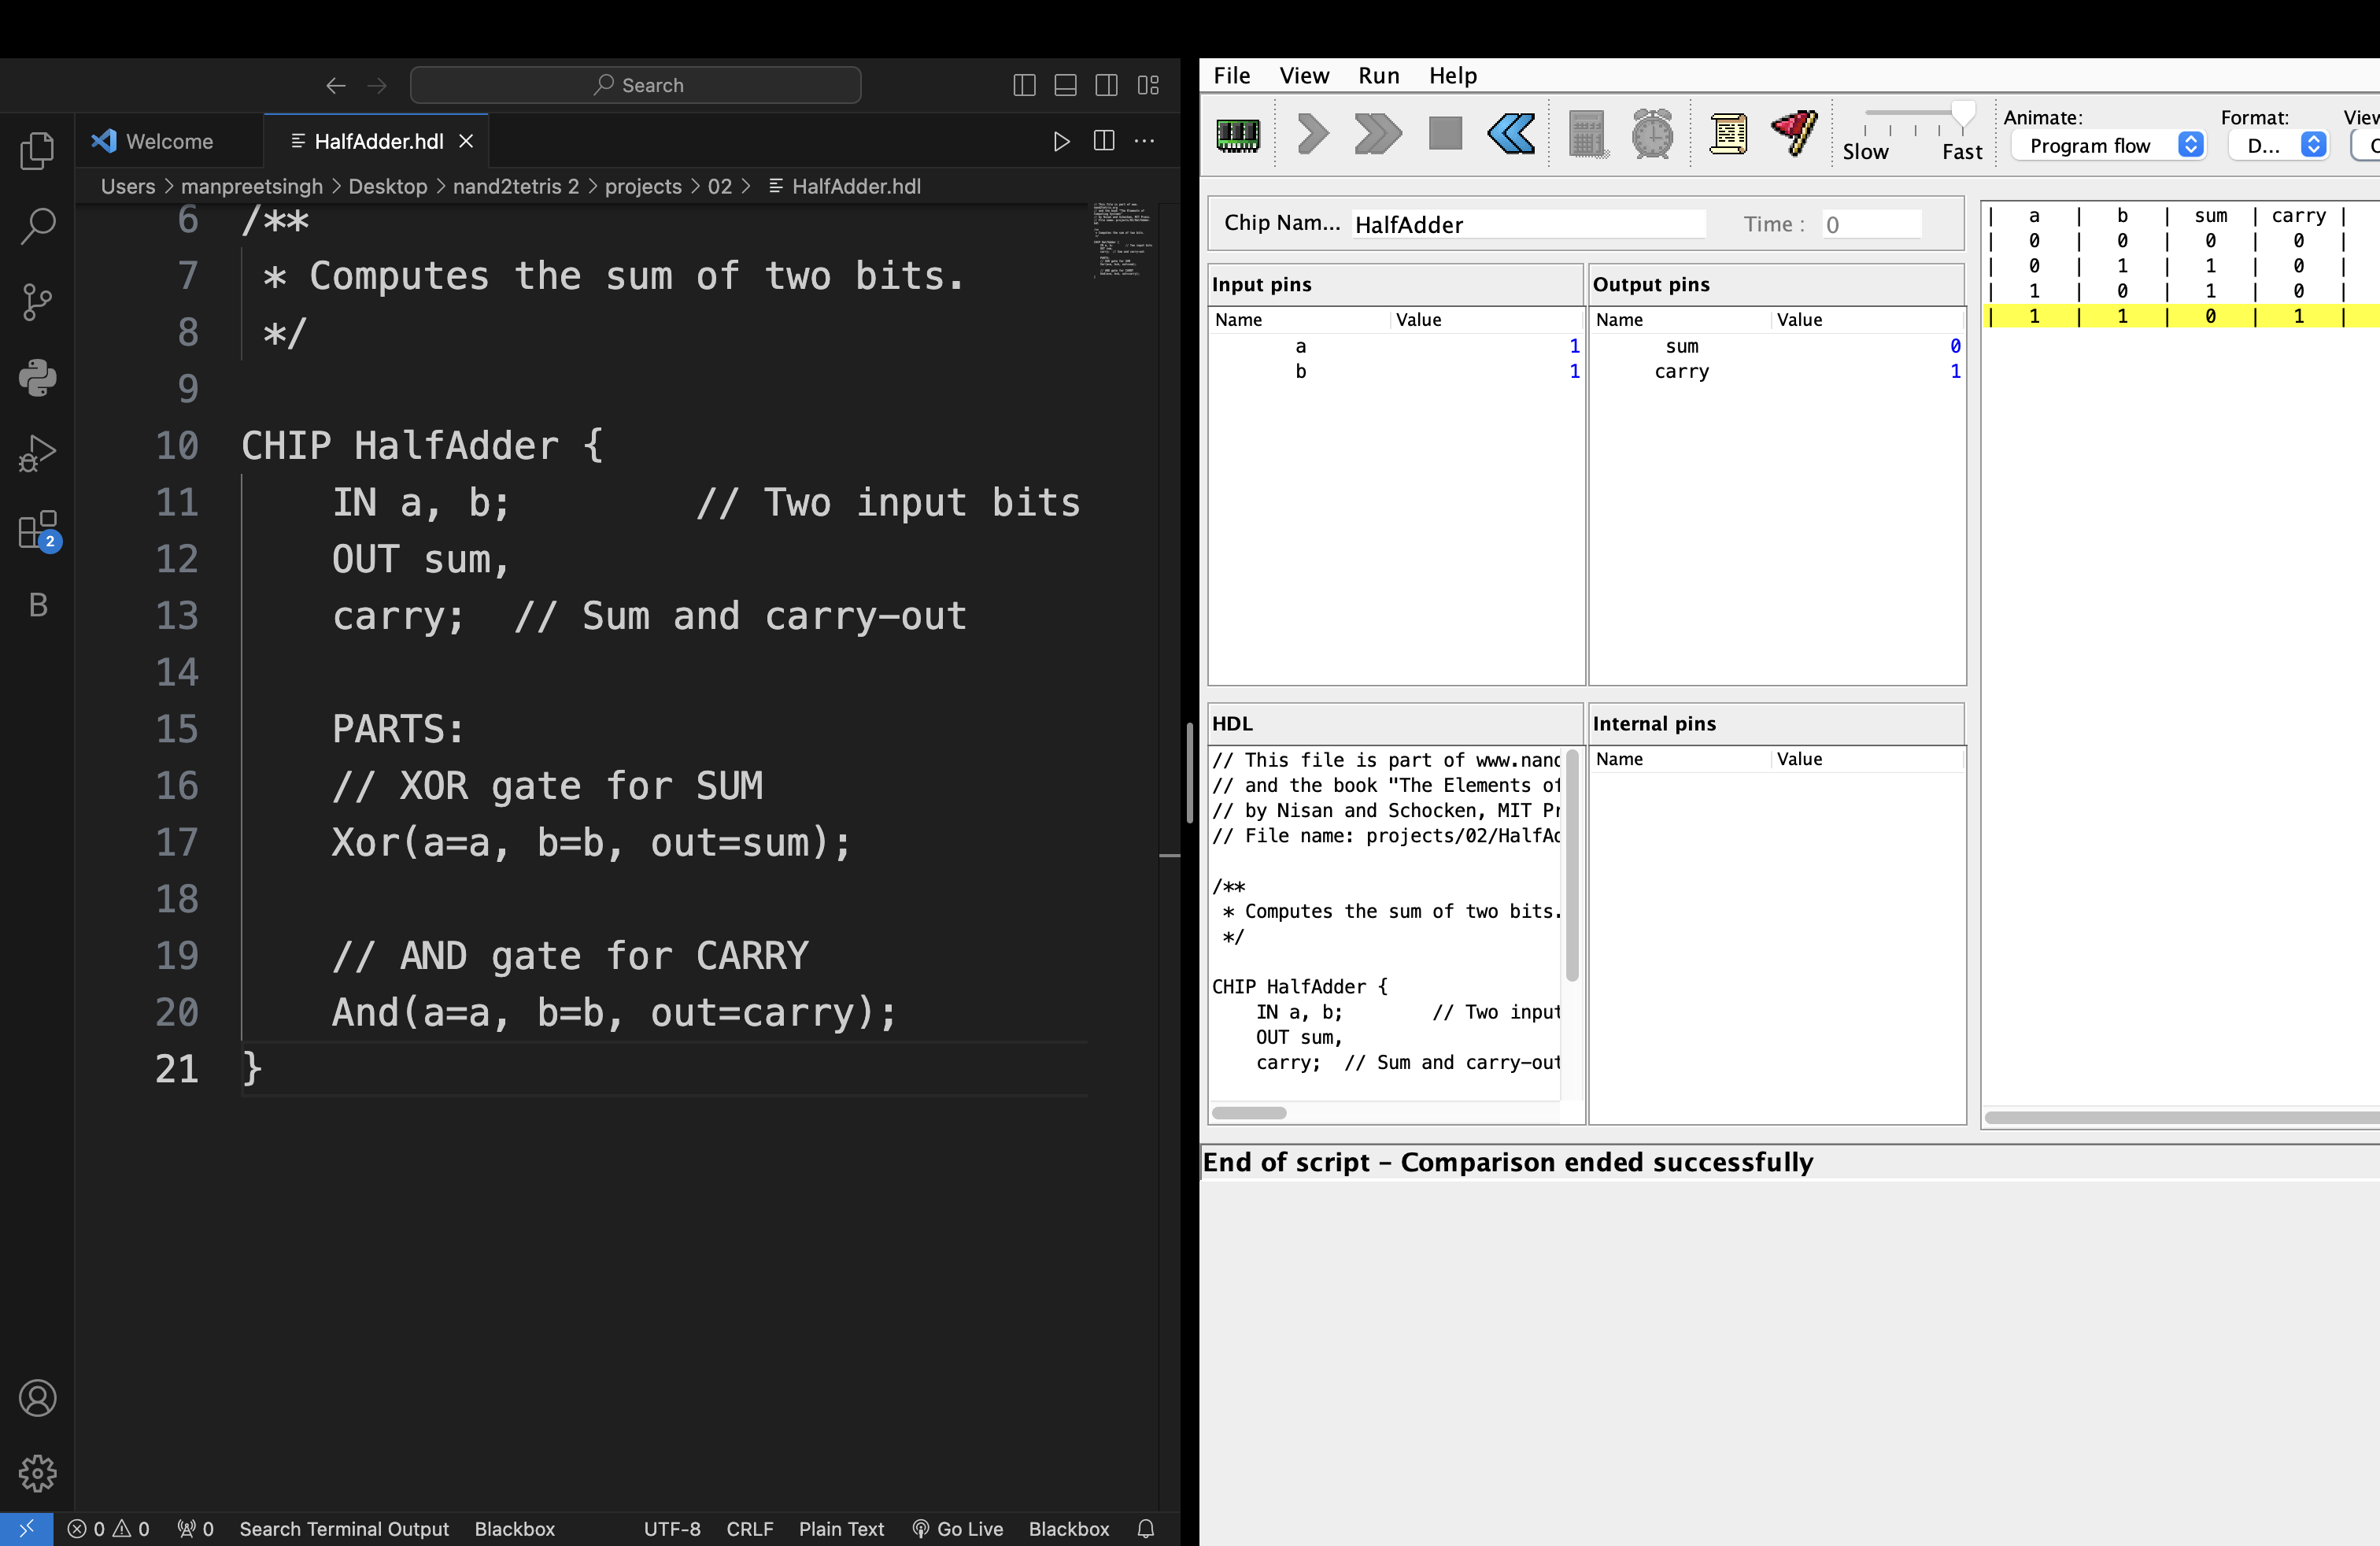 Search
Welcome
HalfAdder.hdl
Users > manpreetsingh > Desktop > nand2tetris 2 > projects > 02 > HalfAdder.hdl
6 /**
7 * Computes the sum of two bits.
8 */
9
10 CHIP HalfAdder {
11 IN a, b; // Two input bits
12 OUT sum,
13 carry; // Sum and carry-out
14
15 PARTS:
16 // XOR gate for SUM
17 Xor(a=a, b=b, out=sum);
18
19 // AND gate for CARRY
20 And(a=a, b=b, out=carry);
21 }
2
B
0 0 0 Search Terminal Output Blackbox UTF-8 CRLF Plain Text Go Live Blackbox
File View Run Help
Slow Fast
Animate:
Program flow
Format:
D...
View
Chip Nam... HalfAdder Time : 0
Input pins
Name Value
a 1
b 1
Output pins
Name Value
sum 0
carry 1
HDL
// This file is part of www.nand
// and the book "The Elements of
// by Nisan and Schocken, MIT Pr
// File name: projects/02/HalfAd
/**
* Computes the sum of two bits.
*/
CHIP HalfAdder {
IN a, b; // Two input
OUT sum,
carry; // Sum and carry-out
Internal pins
Name Value
| a | b | sum | carry |
| 0 | 0 | 0 | 0 |
| 0 | 1 | 1 | 0 |
| 1 | 0 | 1 | 0 |
| 1 | 1 | 0 | 1 |
End of script - Comparison ended successfully